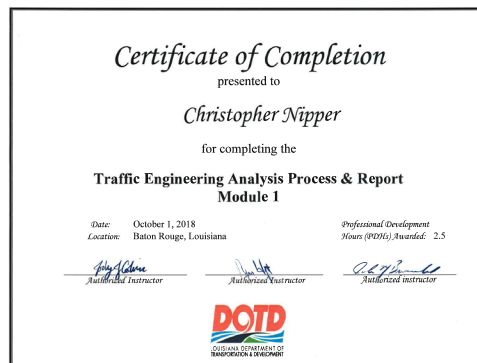 Certificate of Completion
presented to
Christopher Nipper
for completing the
Traffic Engineering Analysis Process & Report
Module 1
Date: October 1, 2018
Location: Baton Rouge, Louisiana
Professional Development
Hours (PDHs) Awarded: 2.5
Authorized Instructor
Authorized Instructor
Authorized instructor
DOTD
LOUISIANA DEPARTMENT OF
TRANSPORTATION & DEVELOPMENT